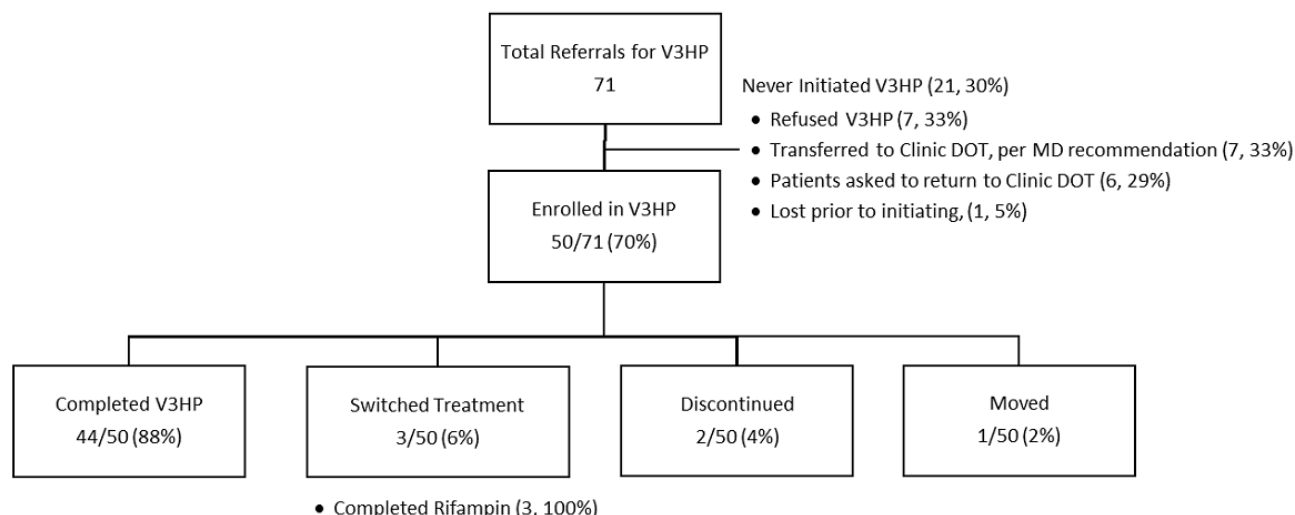 Total Referrals for V3HP
71
Never Initiated V3HP (21, 30%)
• Refused V3HP (7, 33%)
• Transferred to Clinic DOT, per MD recommendation (7, 33%)
• Patients asked to return to Clinic DOT (6, 29%)
• Lost prior to initiating, (1, 5%)
Enrolled in V3HP
50/71 (70%)
Completed V3HP
44/50 (88%)
Switched Treatment
3/50 (6%)
Discontinued
2/50 (4%)
Moved
1/50 (2%)
• Completed Rifampin (3, 100%)